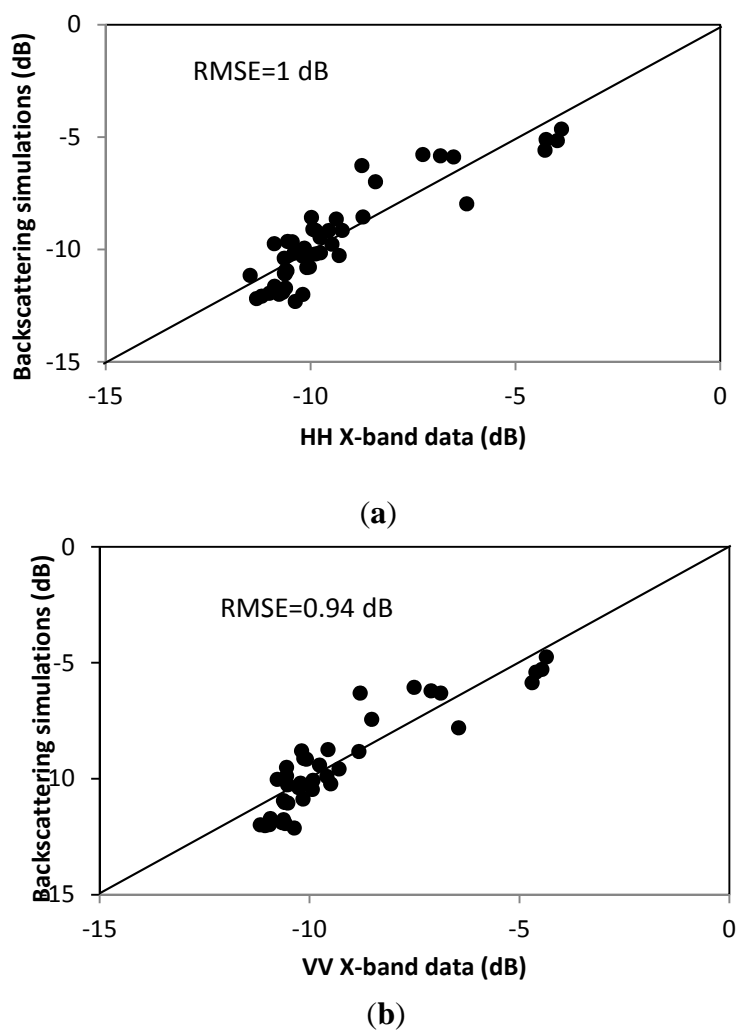 0
RMSE=1 dB
-5
-10
-15
Backscattering simulations (dB)
-15 -10 -5 0
HH X-band data (dB)
(a)
0
RMSE=0.94 dB
-5
10
15
Backscattering simulations (dB)
-15 -10 -5 0
VV X-band data (dB)
(b)